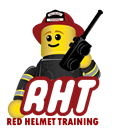 RHT
RED HELMET TRAINING